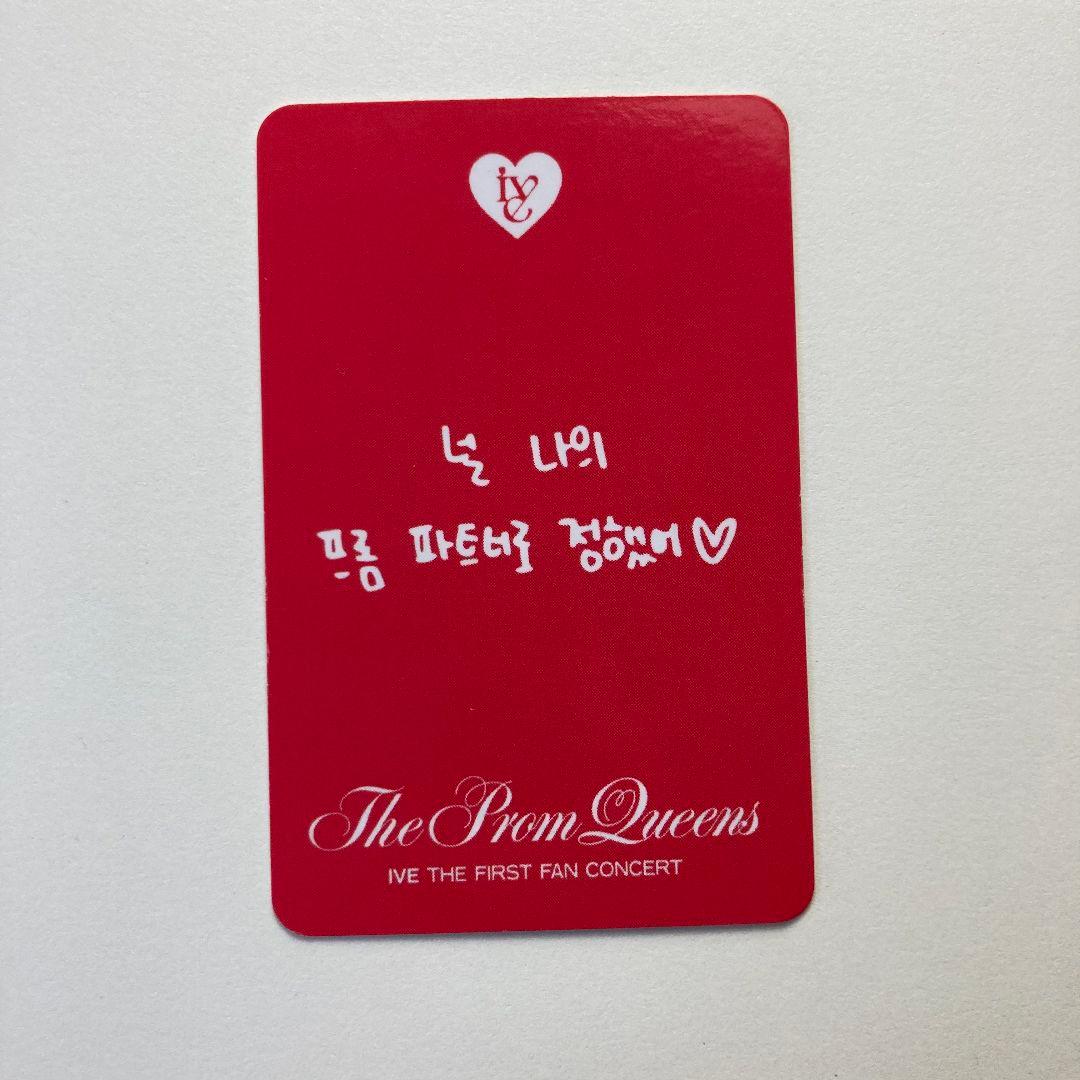 ive
널 나의
프롬 파트너로 정했어♡
The Prom Queens
IVE THE FIRST FAN CONCERT